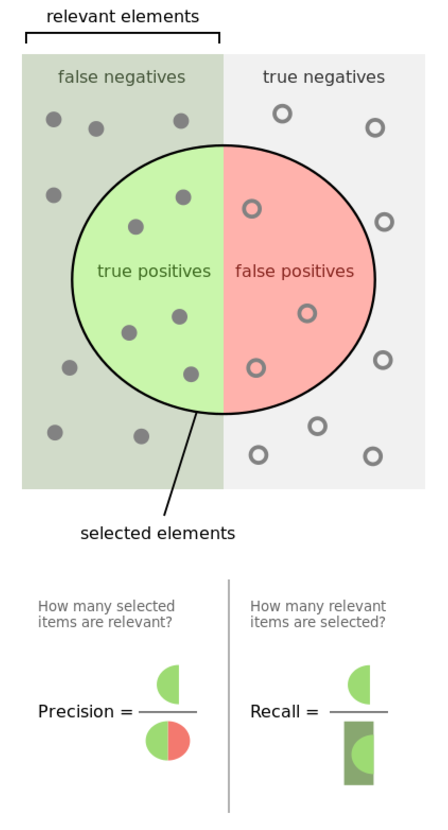 relevant elements
false negatives
true negatives
true positives
false positives
selected elements
How many selected
items are relevant?
How many relevant
items are selected?
Precision =
Recall =